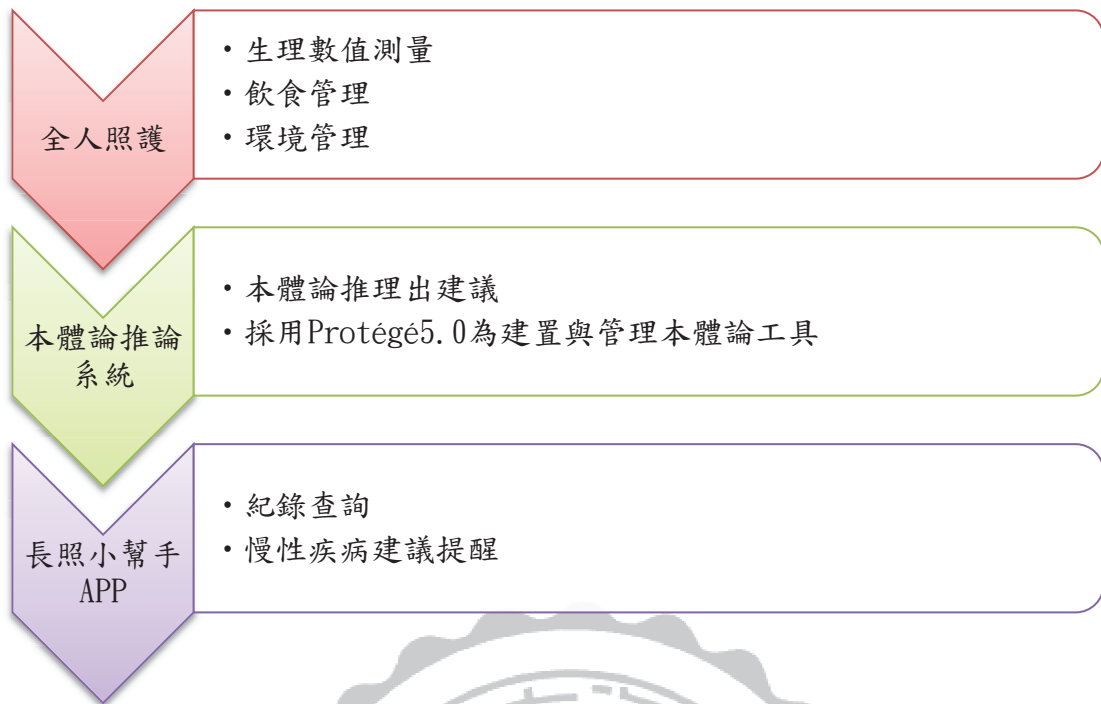 全人照護
・生理數值測量
・飲食管理
・環境管理
本體論推論
系統
・本體論推理出建議
・採用Protégé5.0為建置與管理本體論工具
長照小幫手
APP
・紀錄查詢
・慢性疾病建議提醒